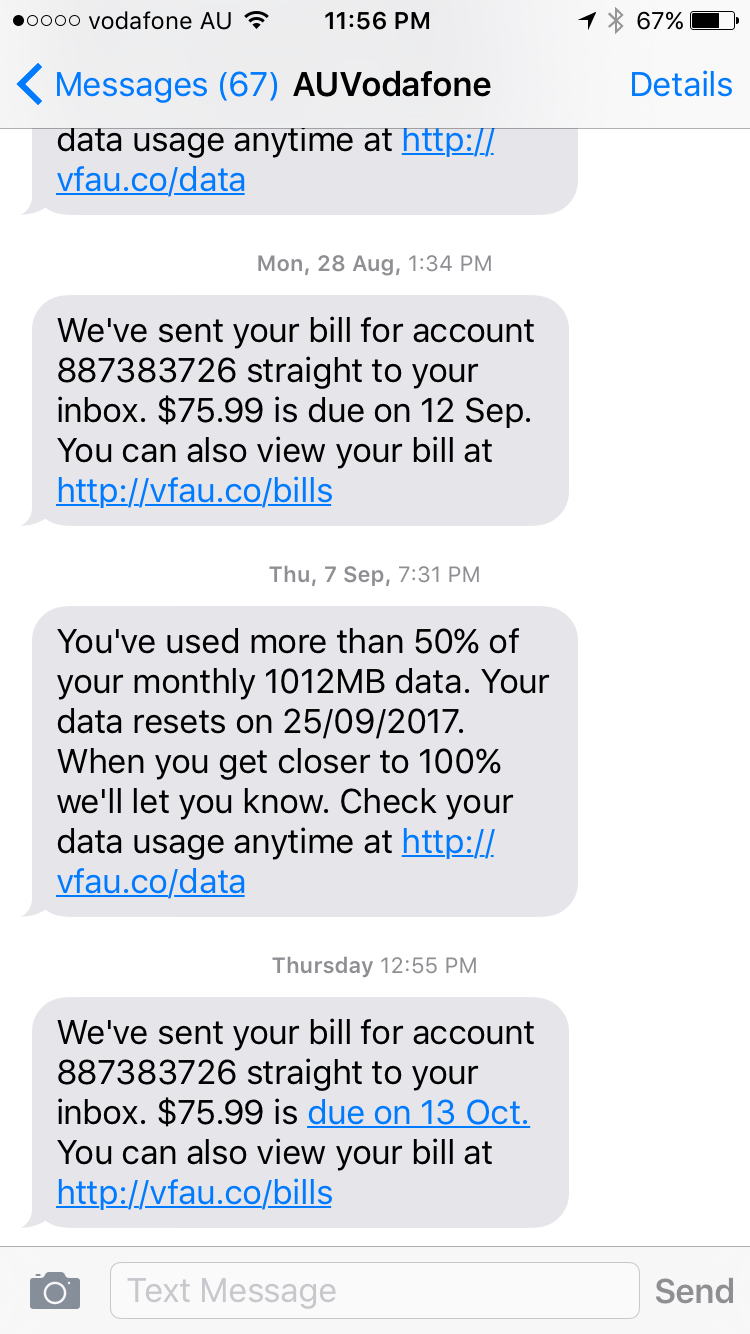 vodafone AU 11:56 PM 67%
Messages (67) AUVodafone Details
data usage anytime at http://
vfau.co/data
Mon, 28 Aug, 1:34 PM
We've sent your bill for account
887383726 straight to your
inbox. $75.99 is due on 12 Sep.
You can also view your bill at
http://vfau.co/bills
Thu, 7 Sep, 7:31 PM
You've used more than 50% of
your monthly 1012MB data. Your
data resets on 25/09/2017.
When you get closer to 100%
we'll let you know. Check your
data usage anytime at http://
vfau.co/data
Thursday 12:55 PM
We've sent your bill for account
887383726 straight to your
inbox. $75.99 is due on 13 Oct.
You can also view your bill at
http://vfau.co/bills
Text Message Send